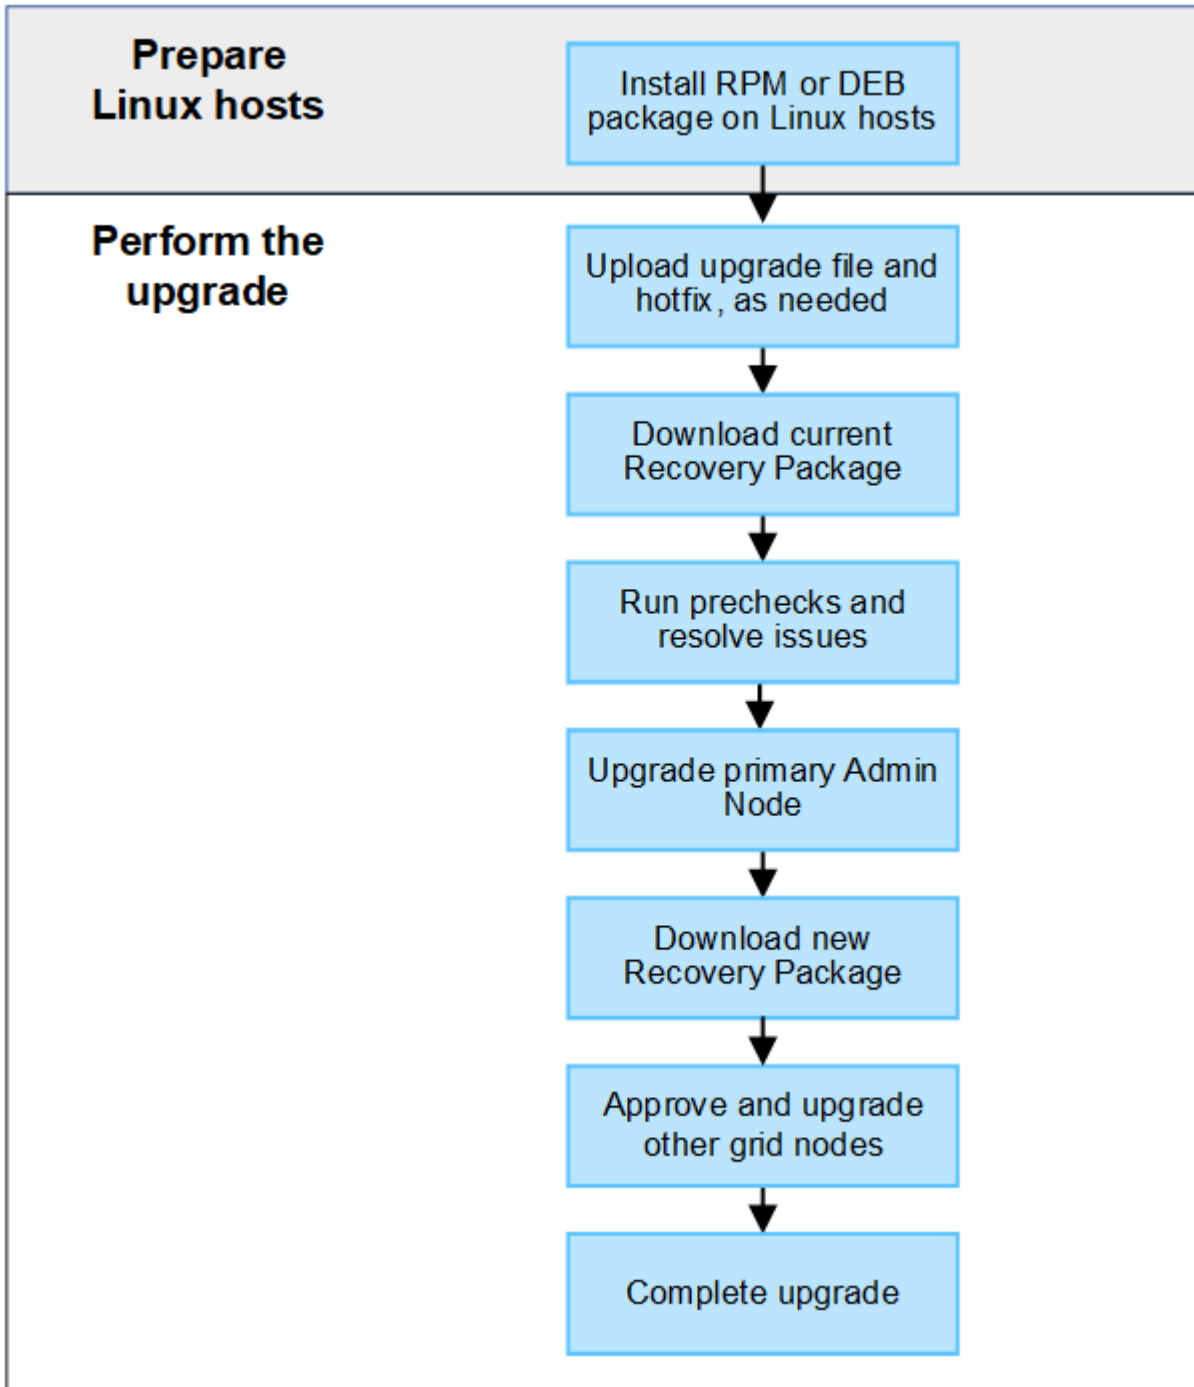 Prepare
Linux hosts
Install RPM or DEB
package on Linux hosts
Perform the
upgrade
Upload upgrade file and
hotfix, as needed
Download current
Recovery Package
Run prechecks and
resolve issues
Upgrade primary Admin
Node
Download new
Recovery Package
Approve and upgrade
other grid nodes
Complete upgrade